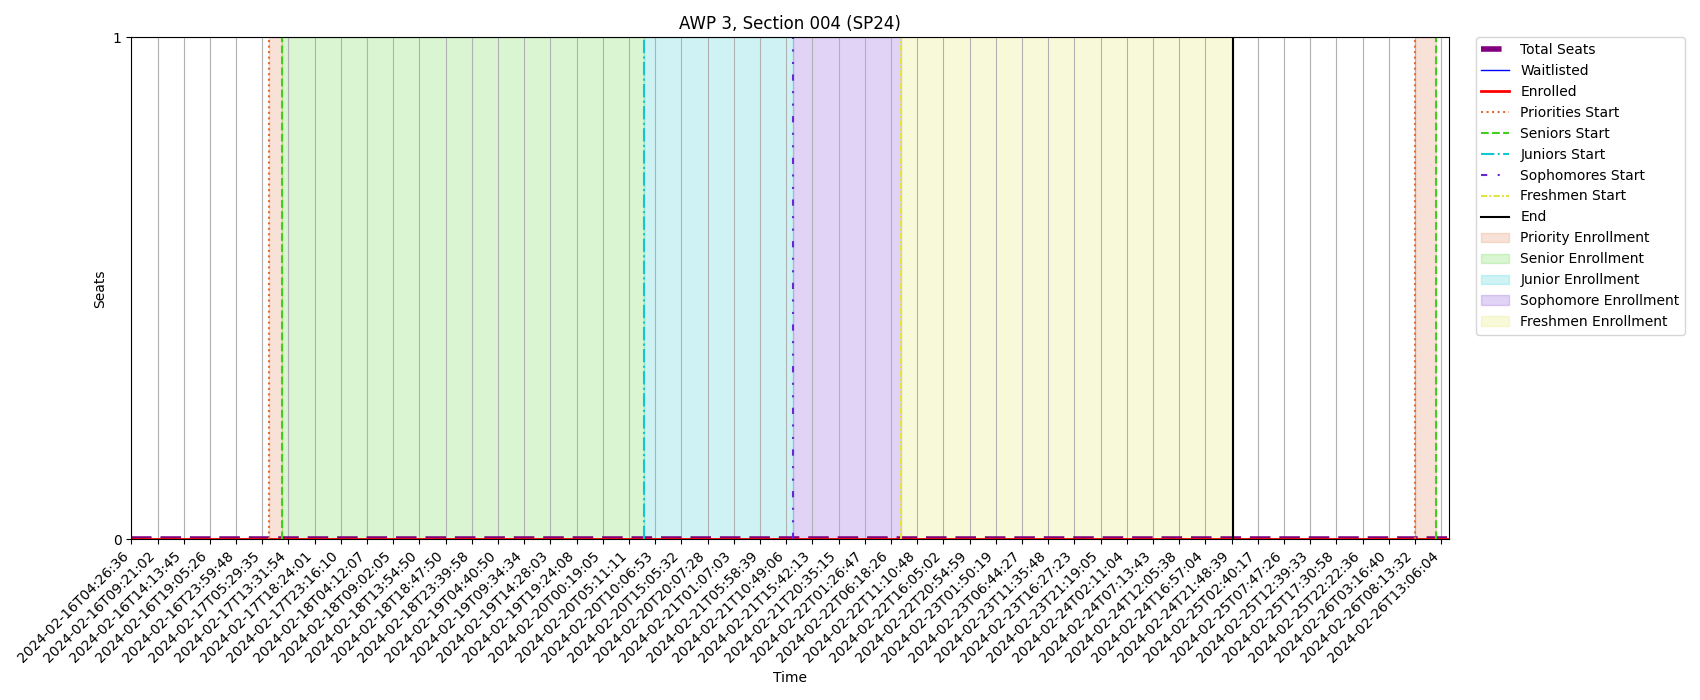 AWP 3, Section 004 (SP24)
1
0
Seats
Total Seats
Waitlisted
Enrolled
Priorities Start
Seniors Start
Juniors Start
Sophomores Start
Freshmen Start
End
Priority Enrollment
Senior Enrollment
Junior Enrollment
Sophomore Enrollment
Freshmen Enrollment
2024-02-16T04:26:36
2024-02-16T09:21:02
2024-02-16T14:13:45
2024-02-16T19:05:26
2024-02-16T23:59:48
2024-02-17T05:29:35
2024-02-17T13:31:54
2024-02-17T18:24:01
2024-02-17T23:16:10
2024-02-18T04:12:07
2024-02-18T09:02:05
2024-02-18T13:54:50
2024-02-18T18:47:50
2024-02-18T23:39:58
2024-02-19T04:40:50
2024-02-19T09:34:34
2024-02-19T14:28:03
2024-02-19T19:24:08
2024-02-20T00:19:05
2024-02-20T05:11:11
2024-02-20T10:06:53
2024-02-20T15:05:32
2024-02-20T20:07:28
2024-02-21T01:07:03
2024-02-21T05:58:39
2024-02-21T10:49:06
2024-02-21T15:42:13
2024-02-21T20:35:15
2024-02-22T01:26:47
2024-02-22T06:18:26
2024-02-22T11:10:48
2024-02-22T16:05:02
2024-02-22T20:54:59
2024-02-23T01:50:19
2024-02-23T06:44:27
2024-02-23T11:35:48
2024-02-23T16:27:23
2024-02-23T21:19:05
2024-02-24T02:11:04
2024-02-24T07:13:43
2024-02-24T12:05:38
2024-02-24T16:57:04
2024-02-24T21:48:39
2024-02-25T02:40:17
2024-02-25T07:47:26
2024-02-25T12:39:33
2024-02-25T17:30:58
2024-02-25T22:22:36
2024-02-26T03:16:40
2024-02-26T08:13:32
2024-02-26T13:06:04
Time